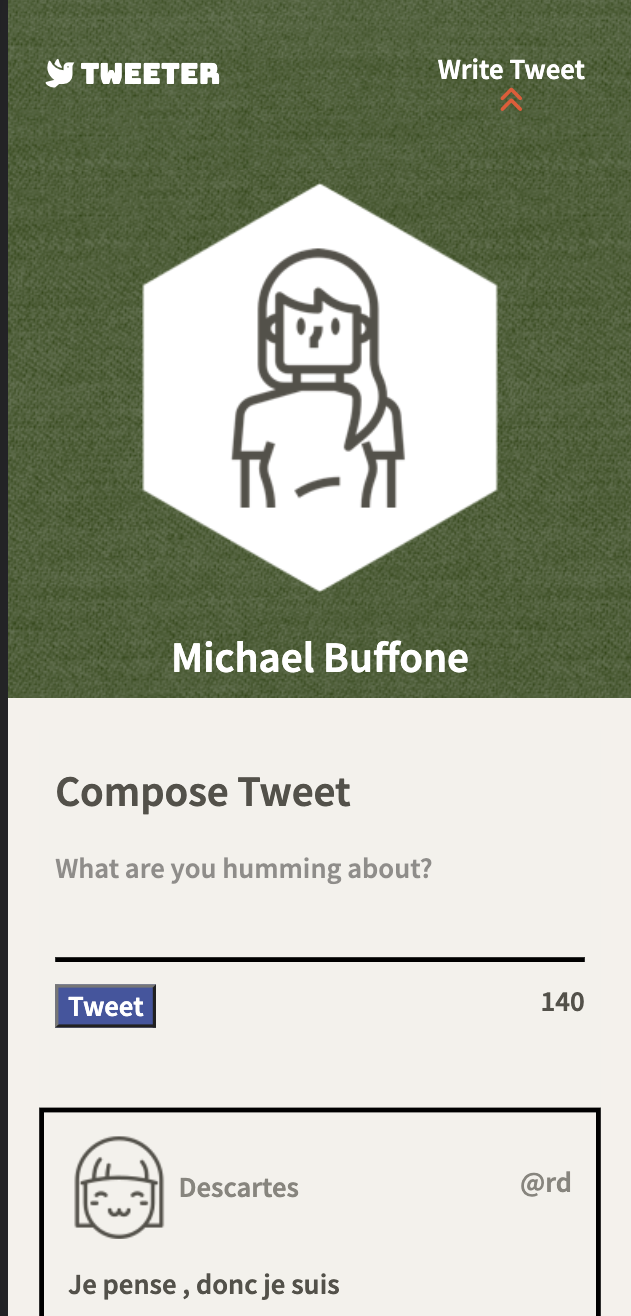 TWEETER
Write Tweet
Michael Buffone
Compose Tweet
What are you humming about?
Tweet
140
Descartes
@rd
Je pense , donc je suis